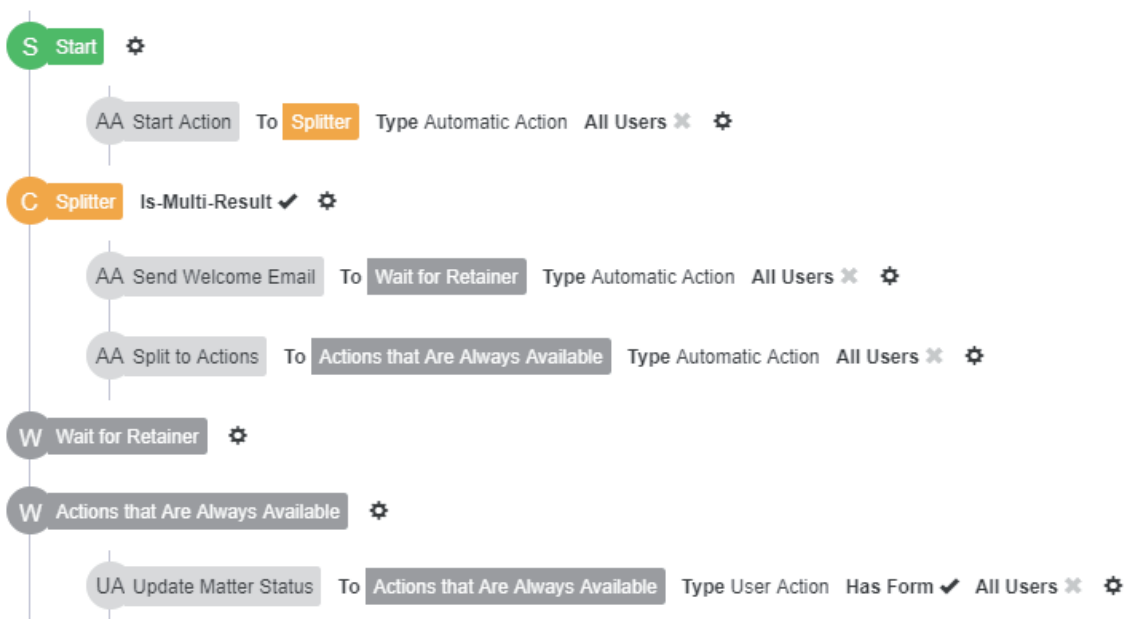 S Start
AA Start Action To Splitter Type Automatic Action All Users
C Splitter Is-Multi-Result
AA Send Welcome Email To Wait for Retainer Type Automatic Action All Users
AA Split to Actions To Actions that Are Always Available Type Automatic Action All Users
W Wait for Retainer
W Actions that Are Always Available
UA Update Matter Status To Actions that Are Always Available Type User Action Has Form All Users